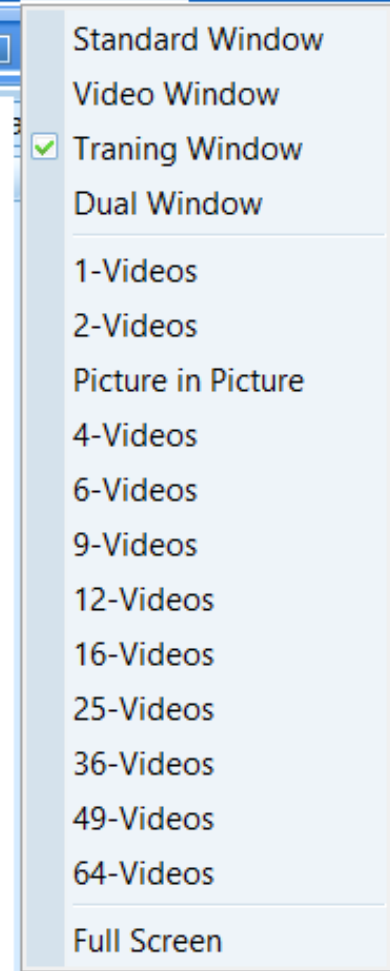 Standard Window
Video Window
Traning Window
Dual Window
1-Videos
2-Videos
Picture in Picture
4-Videos
6-Videos
9-Videos
12-Videos
16-Videos
25-Videos
36-Videos
49-Videos
64-Videos
Full Screen